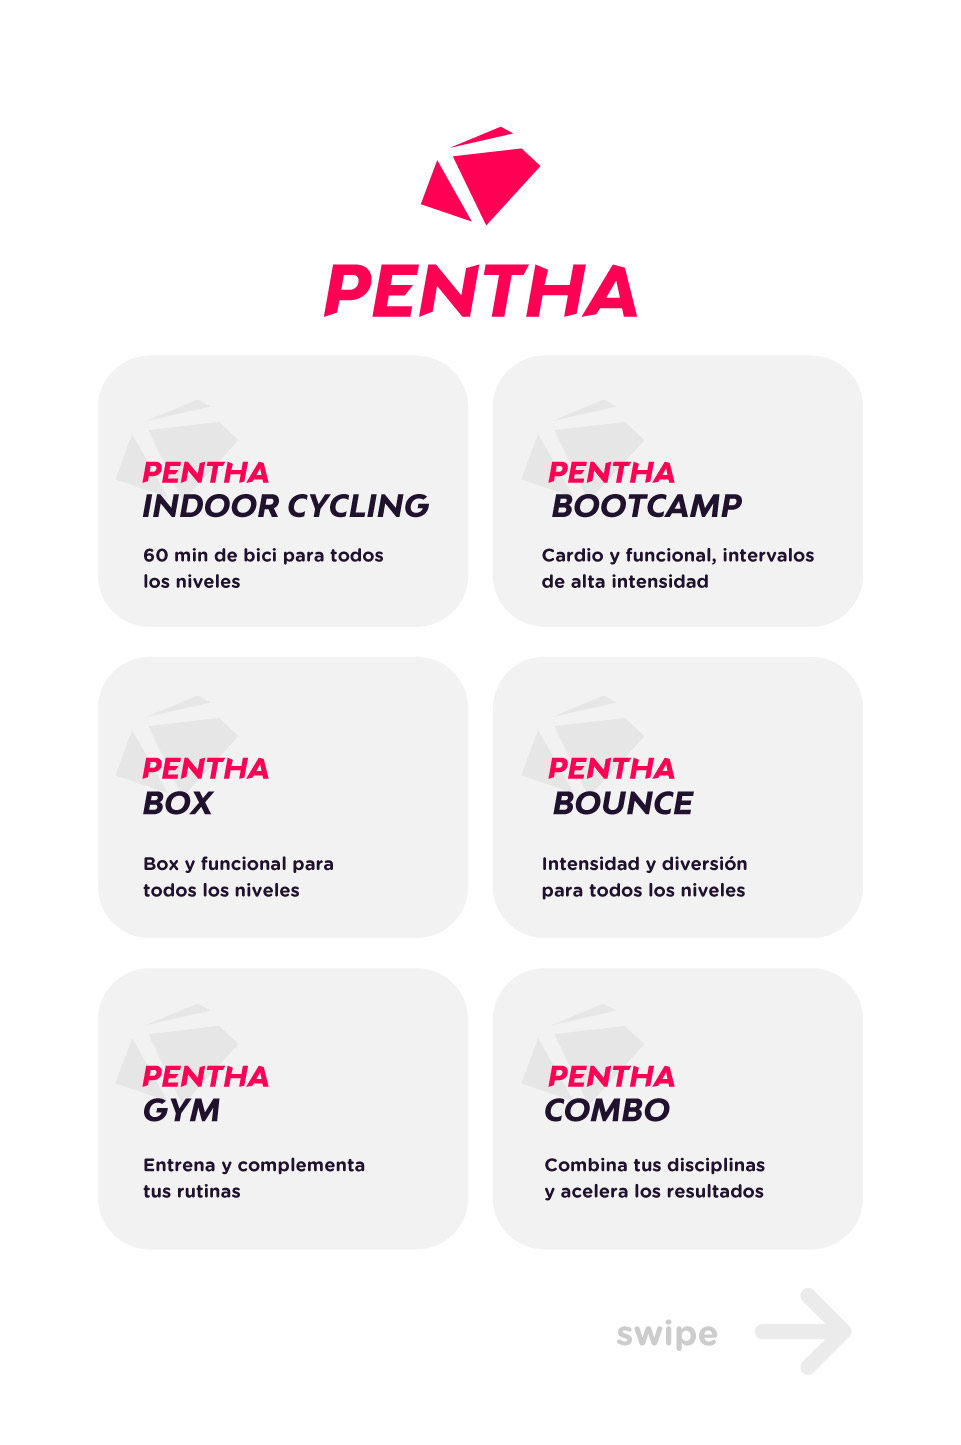 PENTHA
PENTHA
INDOOR CYCLING
60 min de bici para todos
los niveles
PENTHA
BOOTCAMP
Cardio y funcional, intervalos
de alta intensidad
PENTHA
BOX
Box y funcional para
todos los niveles
PENTHA
BOUNCE
Intensidad y diversión
para todos los niveles
PENTHA
GYM
Entrena y complementa
tus rutinas
PENTHA
COMBO
Combina tus disciplinas
y acelera los resultados
swipe